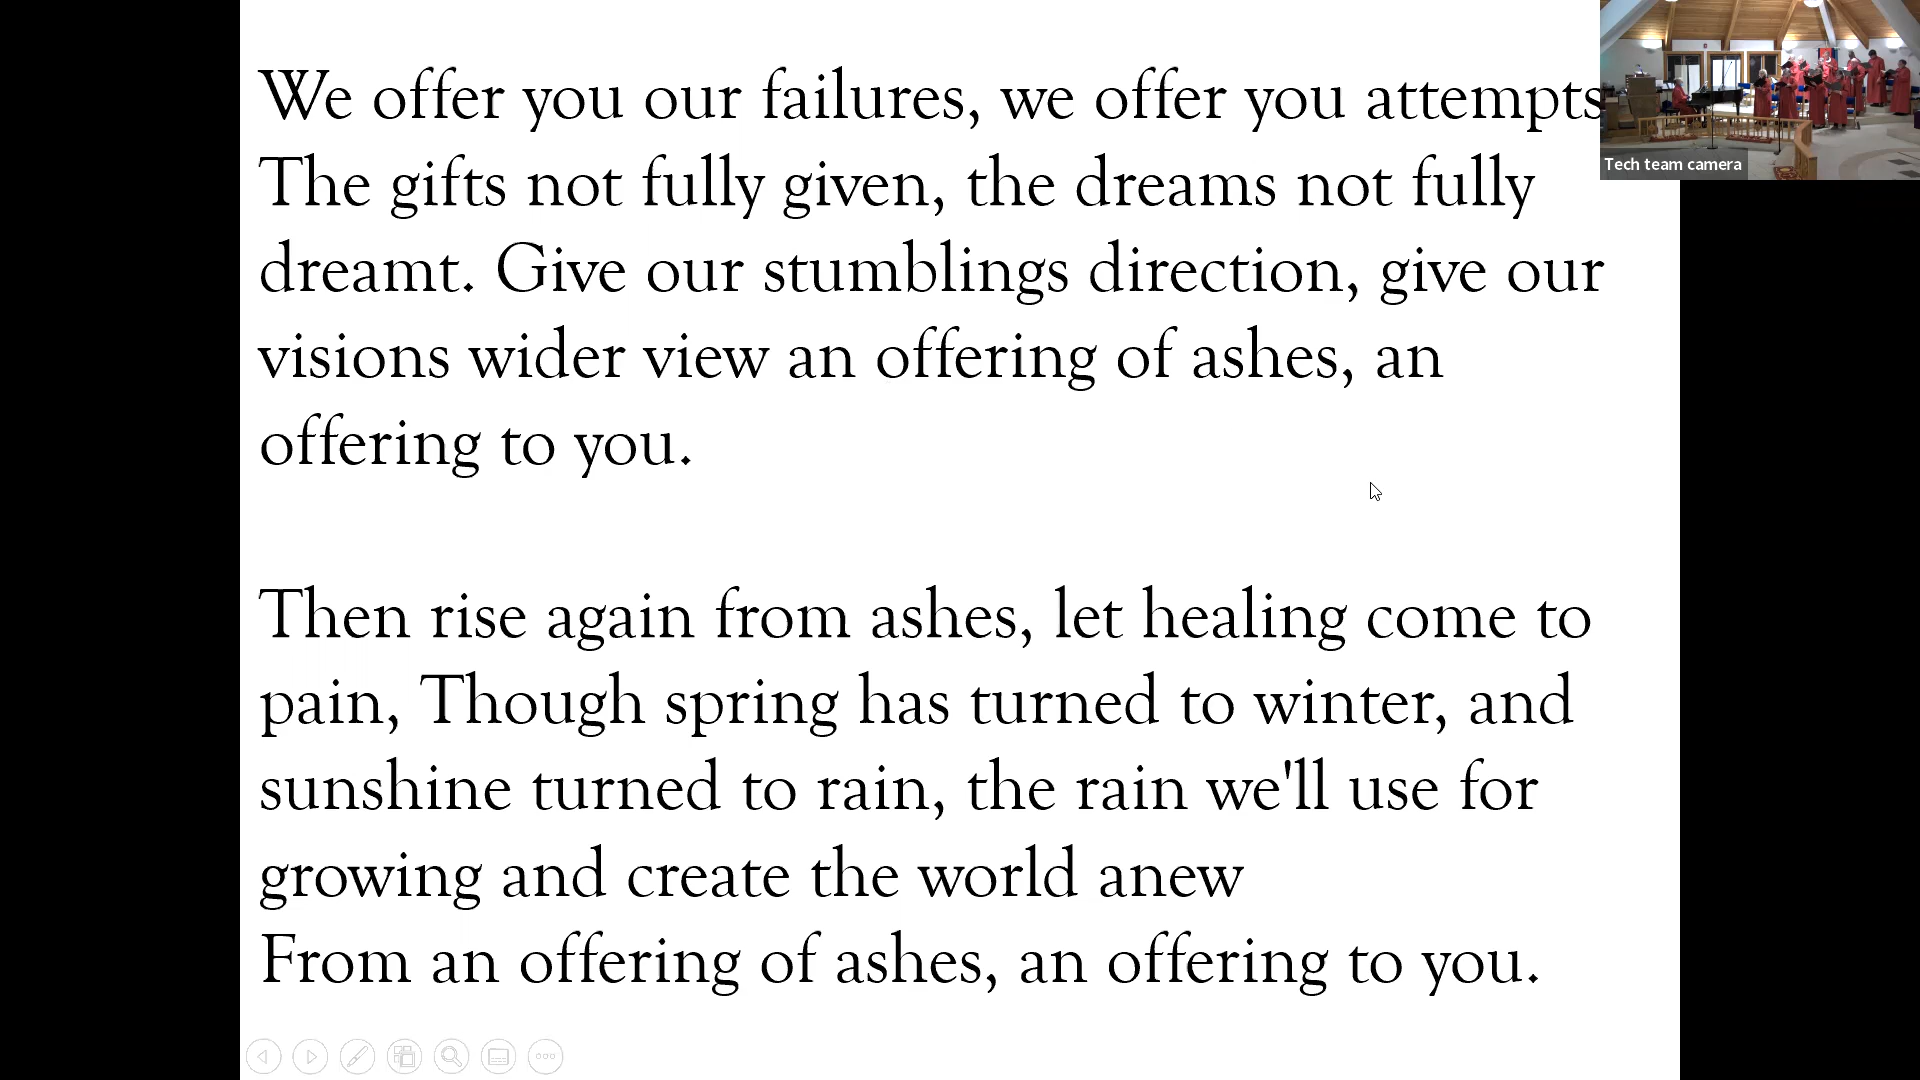 We offer you our failures, we offer you attempts
The gifts not fully given, the dreams not fully
dreamt. Give our stumblings direction, give our
visions wider view an offering of ashes, an
offering to you.
Then rise again from ashes, let healing come to
pain, Though spring has turned to winter, and
sunshine turned to rain, the rain we'll use for
growing and create the world anew
From an offering of ashes, an offering to you.
Tech team camera